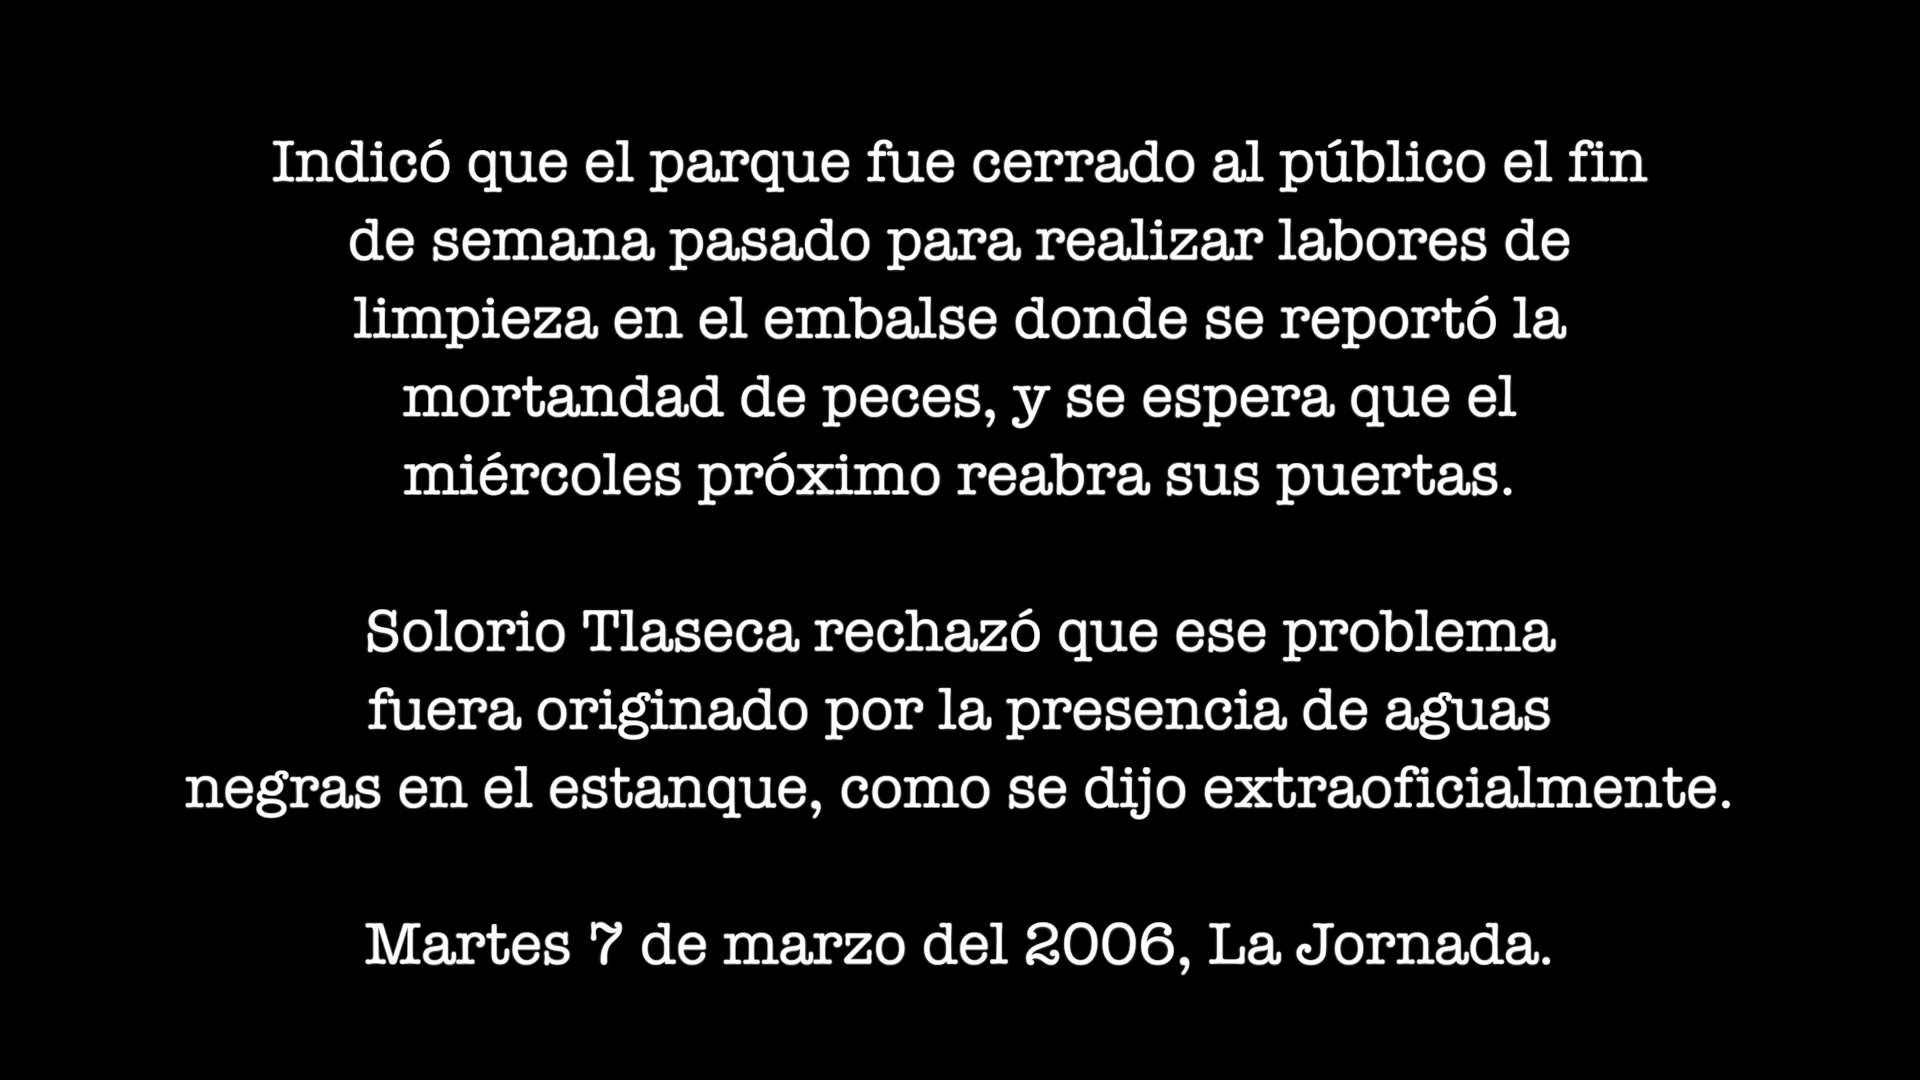 Indicó que el parque fue cerrado al público el fin
de semana pasado para realizar labores de
limpieza en el embalse donde se reportó la
mortandad de peces, y se espera que el
miércoles próximo reabra sus puertas.
Solorio Tlaseca rechazó que ese problema
fuera originado por la presencia de aguas
negras en el estanque, como se dijo extraoficialmente.
Martes 7 de marzo del 2006, La Jornada.